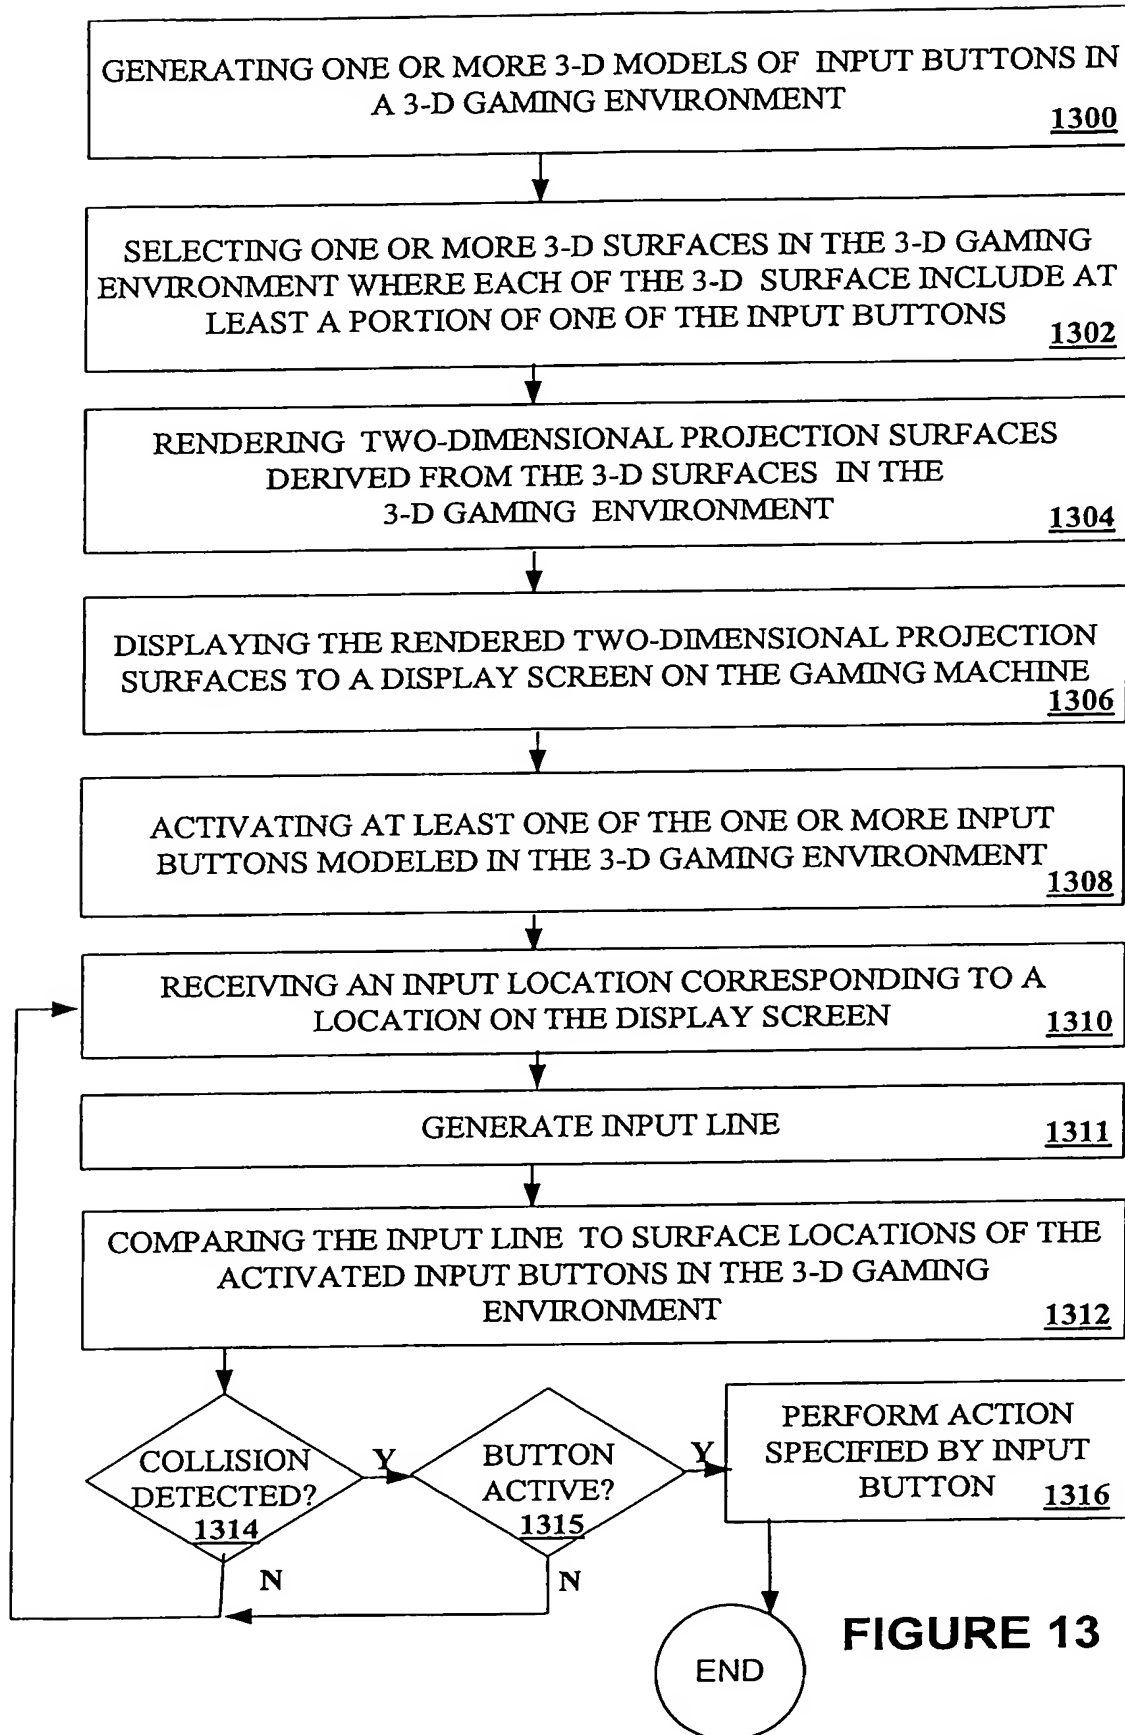 GENERATING ONE OR MORE 3-D MODELS OF INPUT BUTTONS IN
A 3-D GAMING ENVIRONMENT
1300
SELECTING ONE OR MORE 3-D SURFACES IN THE 3-D GAMING
ENVIRONMENT WHERE EACH OF THE 3-D SURFACE INCLUDE AT
LEAST A PORTION OF ONE OF THE INPUT BUTTONS
1302
RENDERING TWO-DIMENSIONAL PROJECTION SURFACES
DERIVED FROM THE 3-D SURFACES IN THE
3-D GAMING ENVIRONMENT
1304
DISPLAYING THE RENDERED TWO-DIMENSIONAL PROJECTION
SURFACES TO A DISPLAY SCREEN ON THE GAMING MACHINE
1306
ACTIVATING AT LEAST ONE OF THE ONE OR MORE INPUT
BUTTONS MODELED IN THE 3-D GAMING ENVIRONMENT
1308
RECEIVING AN INPUT LOCATION CORRESPONDING TO A
LOCATION ON THE DISPLAY SCREEN
1310
GENERATE INPUT LINE
1311
COMPARING THE INPUT LINE TO SURFACE LOCATIONS OF THE
ACTIVATED INPUT BUTTONS IN THE 3-D GAMING
ENVIRONMENT
1312
COLLISION
DETECTED?
1314
Y
N
BUTTON
ACTIVE?
1315
Y
N
PERFORM ACTION
SPECIFIED BY INPUT
BUTTON
1316
END
FIGURE 13